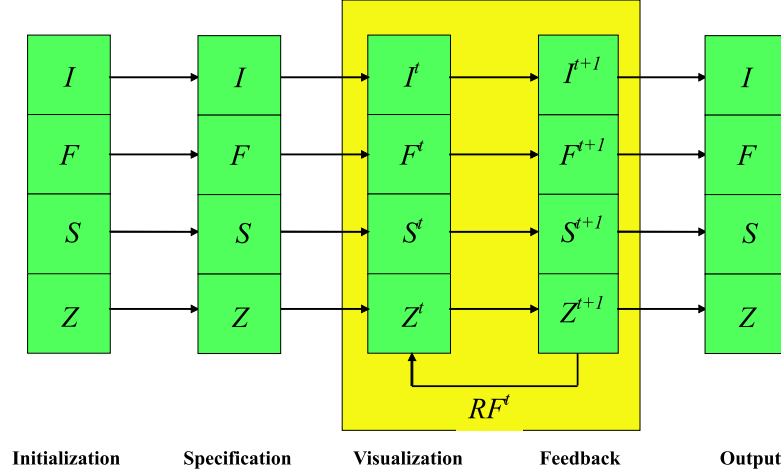 I I I^t I^{t+1} I
F F F^t F^{t+1} F
S S S^t S^{t+1} S
Z Z Z^t Z^{t+1} Z
RF^t
Initialization Specification Visualization Feedback Output